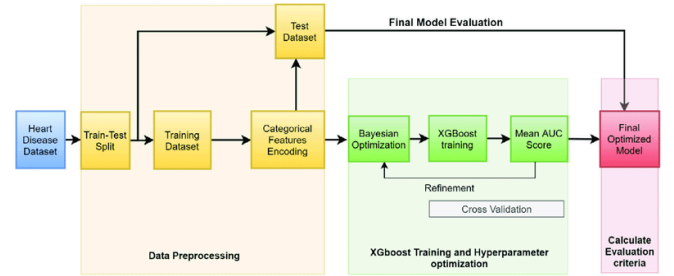 Test
Dataset
Final Model Evaluation
Heart
Disease
Dataset
Train-Test
Split
Training
Dataset
Categorical
Features
Encoding
Bayesian
Optimization
XGBoost
training
Mean AUC
Score
Final
Optimized
Model
Refinement
Cross Validation
Data Preprocessing
XGboost Training and Hyperparameter
optimization
Calculate
Evaluation
criteria